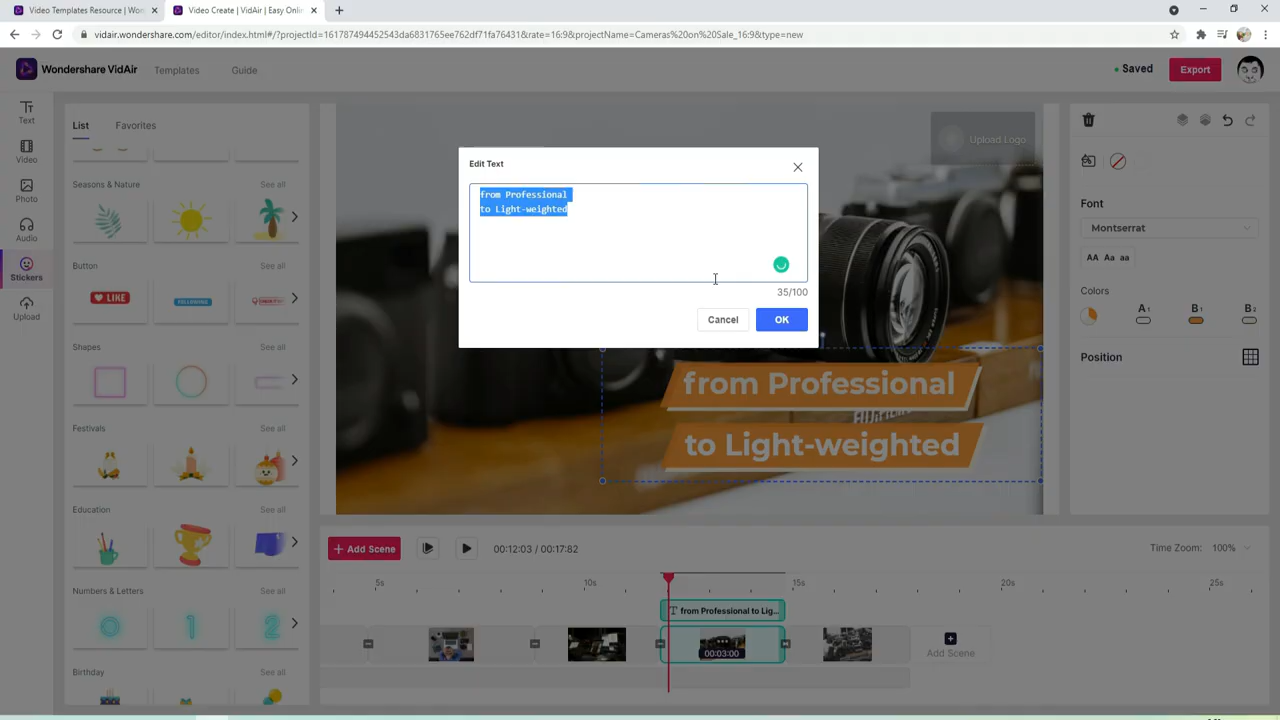 Video Templates Resource | Won
Video Create | VidAir | Easy Onlin
vidair.wondershare.com/editor/index.html#/?projectId=161787494452543da6831765ee762df71fa76431&rate=16:9&projectName=Cameras%20on%20Sale_16:9&type=new
Wondershare VidAir
Templates
Guide
Saved
Export
Text
Video
Photo
Audio
Stickers
Upload
List
Favorites
Seasons & Nature
See all
Button
See all
LIKE
FOLLOWING
Shapes
See all
Festivals
See all
Education
See all
Numbers & Letters
See all
0
1
2
Birthday
See all
Upload Logo
Edit Text
from Professional
to Light-weighted
35/100
Cancel
OK
from Professional
to Light-weighted
Font
Montserrat
AA Aa aa
Colors
A1
B1
B2
Position
+ Add Scene
00:12:03 / 00:17:82
Time Zoom: 100%
5s
10s
15s
20s
25s
from Professional to Lig...
00:03:00
Add Scene